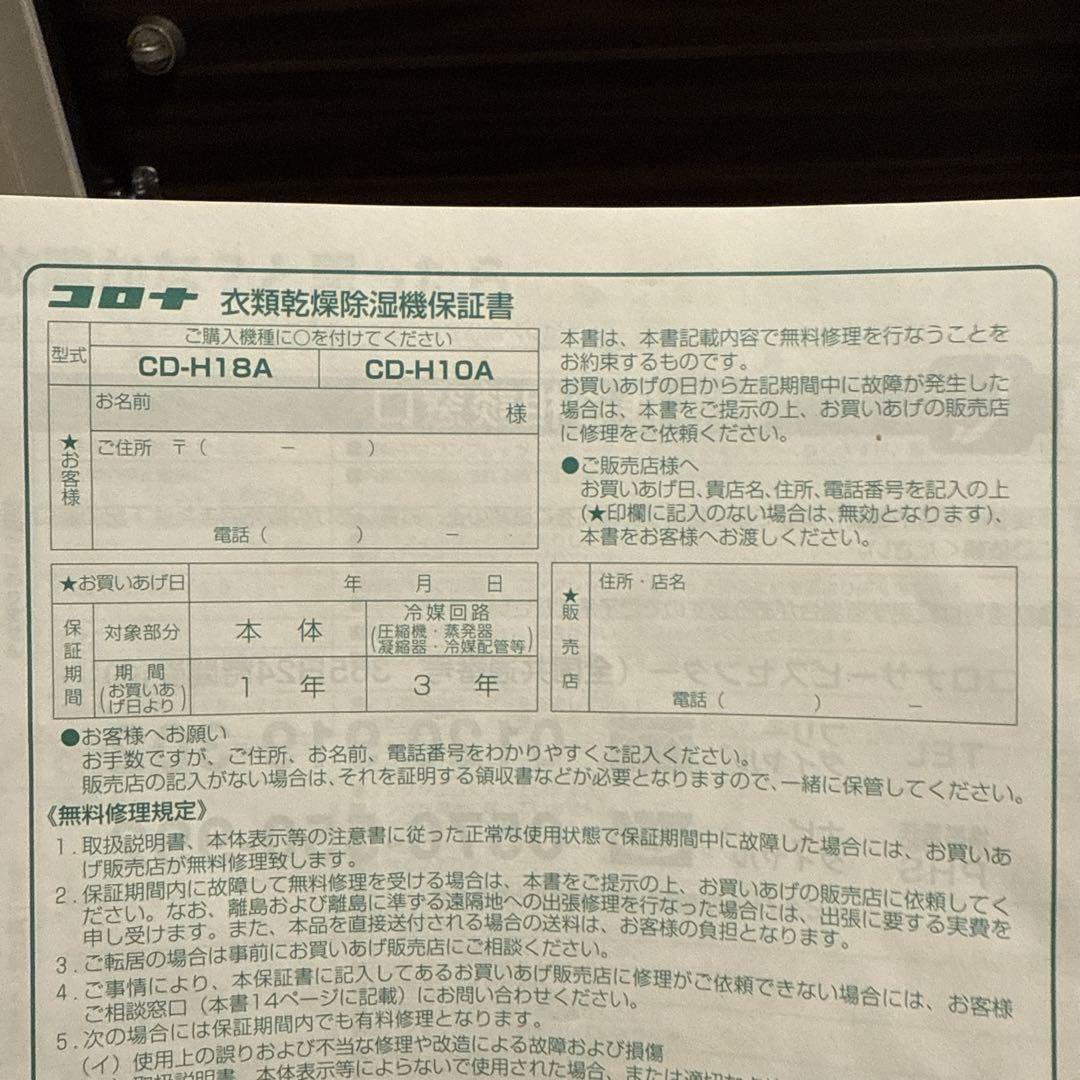 コロナ 衣類乾燥除湿機保証書
型式
ご購入機種に○を付けてください
CD-H18A CD-H10A
★お客様
お名前 様
ご住所 〒( − )
電話( ) −
本書は、本書記載内容で無料修理を行なうことを
お約束するものです。
お買いあげの日から左記期間中に故障が発生した
場合は、本書をご提示の上、お買いあげの販売店
に修理をご依頼ください。
●ご販売店様へ
お買いあげ日、貴店名、住所、電話番号を記入の上
(★印欄に記入のない場合は、無効となります)、
本書をお客様へお渡しください。
★お買いあげ日 年 月 日
保証期間
対象部分 本 体 冷媒回路
(圧縮機・蒸発器
凝縮器・冷媒配管等)
期 間
(お買いあ
げ日より)
1 年 3 年
★販売店
住所・店名
電話( ) −
●お客様へお願い
お手数ですが、ご住所、お名前、電話番号をわかりやすくご記入ください。
販売店の記入がない場合は、それを証明する領収書などが必要となりますので、一緒に保管してください。
《無料修理規定》
1. 取扱説明書、本体表示等の注意書に従った正常な使用状態で保証期間中に故障した場合には、お買いあ
げ販売店が無料修理致します。
2. 保証期間内に故障して無料修理を受ける場合は、本書をご提示の上、お買いあげの販売店に依頼してく
ださい。なお、離島および離島に準ずる遠隔地への出張修理を行なった場合には、出張に要する実費を
申し受けます。また、本品を直接送付される場合の送料は、お客様の負担となります。
3. ご転居の場合は事前にお買いあげ販売店にご相談ください。
4. ご事情により、本保証書に記入してあるお買いあげ販売店に修理がご依頼できない場合には、お客様
ご相談窓口(本書14ページに記載)にお問い合わせください。
5. 次の場合には保証期間内でも有料修理となります。
(イ)使用上の誤りおよび不当な修理や改造による故障および損傷
取扱説明書、本体表示等によらないで使用された場合、または